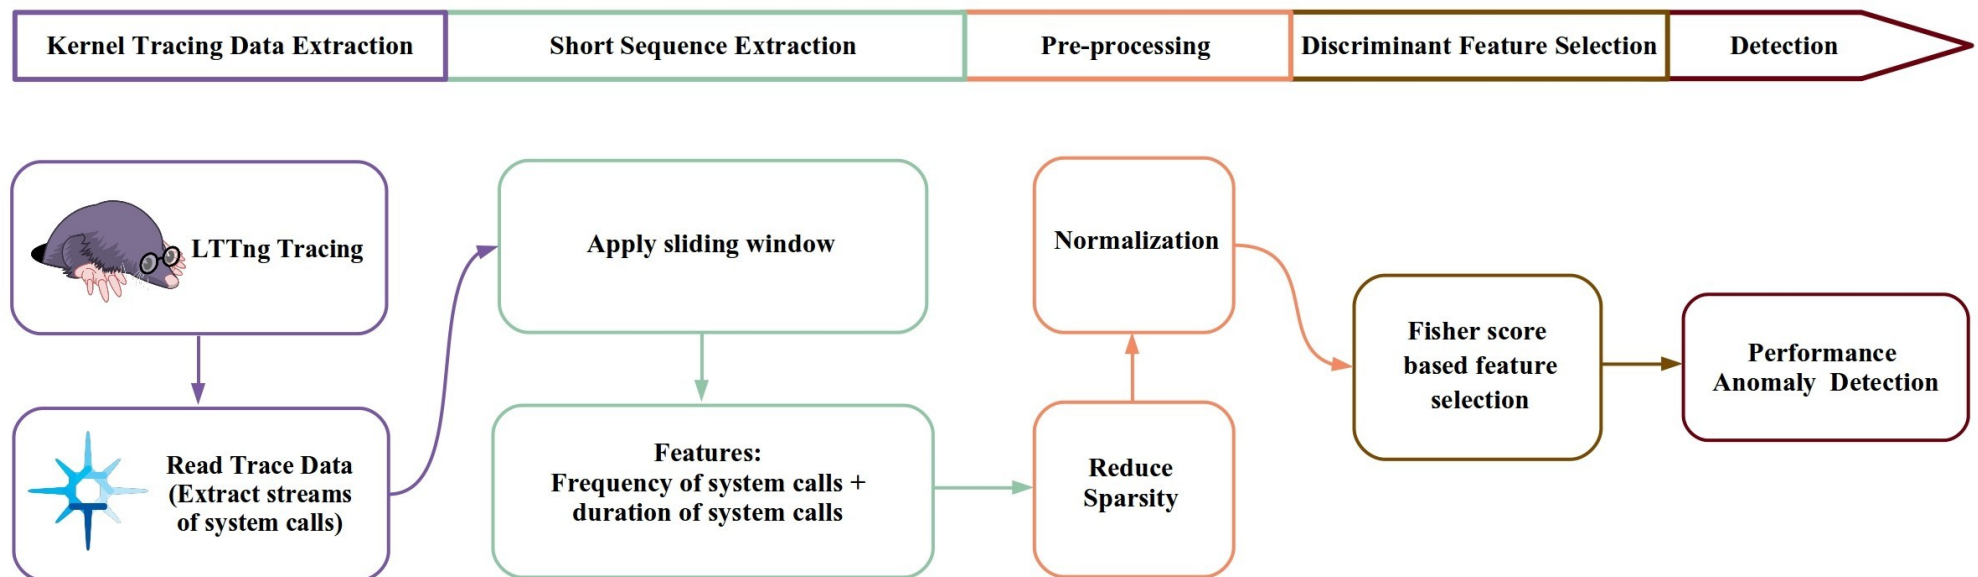 Kernel Tracing Data Extraction
Short Sequence Extraction
Pre-processing
Discriminant Feature Selection
Detection
LTTng Tracing
Read Trace Data
(Extract streams
of system calls)
Apply sliding window
Features:
Frequency of system calls +
duration of system calls
Normalization
Reduce
Sparsity
Fisher score
based feature
selection
Performance
Anomaly Detection